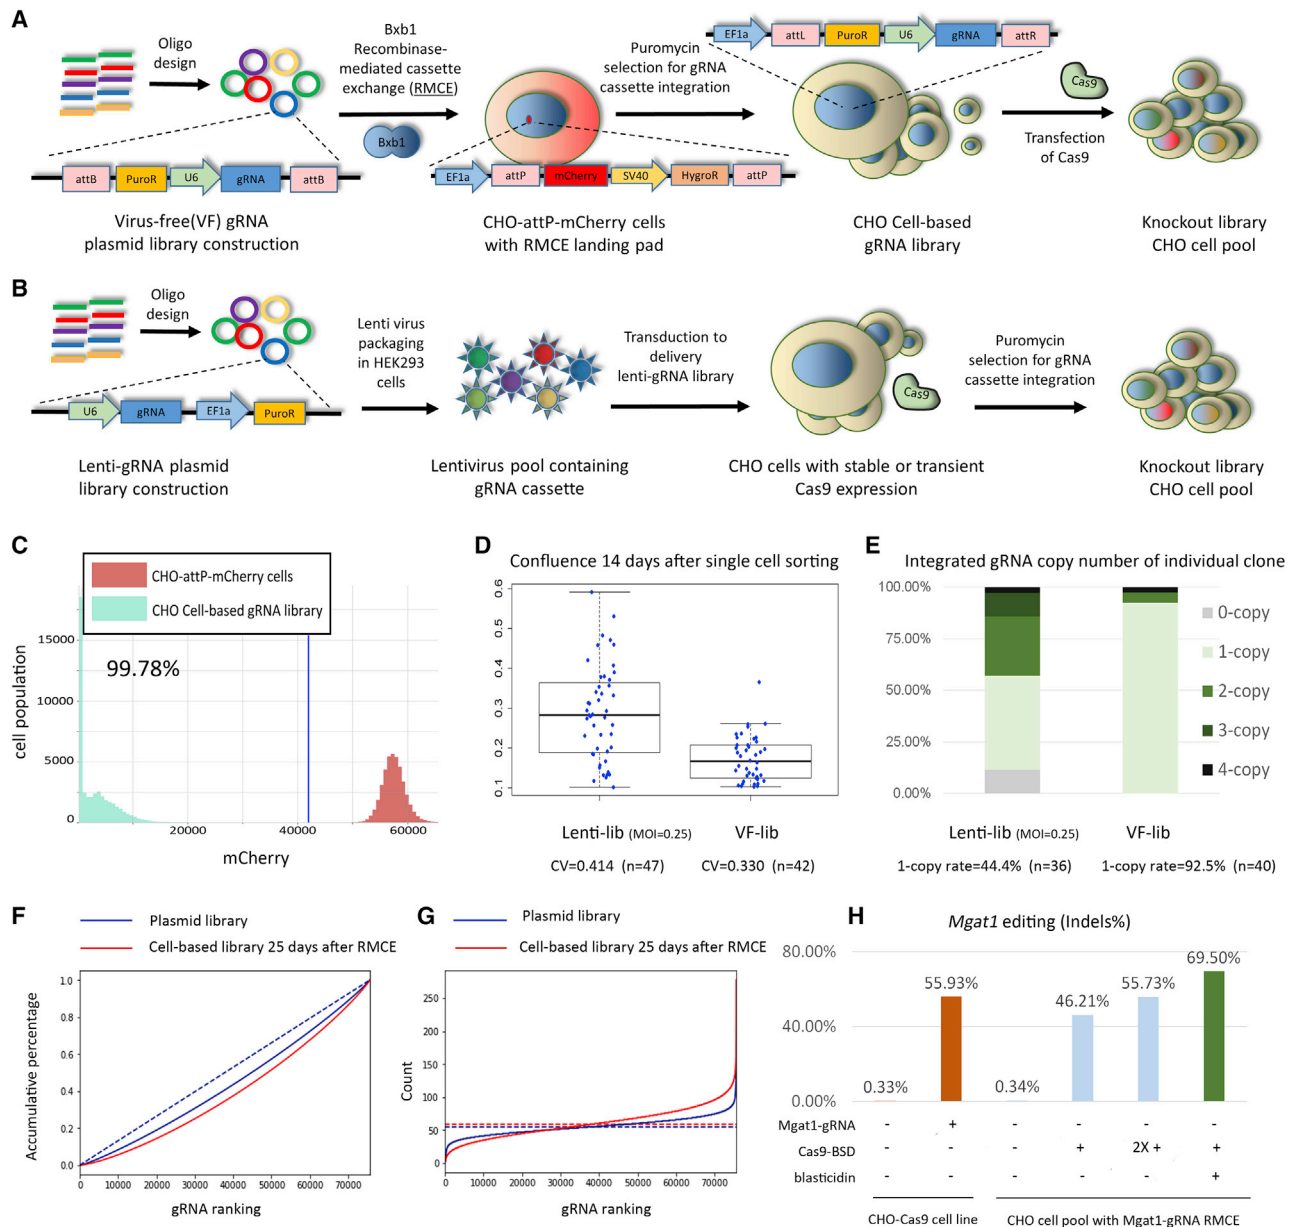 A
Oligo
design
Bxb1
Recombinase-
mediated cassette
exchange (RMCE)
Bxb1
Puromycin
selection for gRNA
cassette integration
EF1a attL PuroR U6 gRNA attR
Cas9
Transfection
of Cas9
attB PuroR U6 gRNA attB
EF1a attP mCherry SV40 HygroR attP
Virus-free(VF) gRNA
plasmid library construction
CHO-attP-mCherry cells
with RMCE landing pad
CHO Cell-based
gRNA library
Knockout library
CHO cell pool
B
Oligo
design
Lenti virus
packaging
in HEK293
cells
Transduction to
delivery
lenti-gRNA library
Cas9
Puromycin
selection for gRNA
cassette integration
U6 gRNA EF1a PuroR
Lenti-gRNA plasmid
library construction
Lentivirus pool containing
gRNA cassette
CHO cells with stable or transient
Cas9 expression
Knockout library
CHO cell pool
C
CHO-attP-mCherry cells
CHO Cell-based gRNA library
99.78%
cell population
15000
10000
5000
0
20000 40000 60000
mCherry
D
Confluence 14 days after single cell sorting
0.6
0.5
0.4
0.3
0.2
0.1
Lenti-lib (MOI=0.25) VF-lib
CV=0.414 (n=47) CV=0.330 (n=42)
E
Integrated gRNA copy number of individual clone
100.00%
75.00%
50.00%
25.00%
0.00%
0-copy
1-copy
2-copy
3-copy
4-copy
Lenti-lib (MOI=0.25) VF-lib
1-copy rate=44.4% (n=36) 1-copy rate=92.5% (n=40)
F
Plasmid library
Cell-based library 25 days after RMCE
Accumulative percentage
1.0
0.8
0.6
0.4
0.2
0.0
0 10000 20000 30000 40000 50000 60000 70000
gRNA ranking
G
Plasmid library
Cell-based library 25 days after RMCE
Count
250
200
150
100
50
0
0 10000 20000 30000 40000 50000 60000 70000
gRNA ranking
H
Mgat1 editing (Indels%)
80.00%
40.00%
0.00%
0.33% 55.93% 0.34% 46.21% 55.73% 69.50%
Mgat1-gRNA - + - - - -
Cas9-BSD - - - + 2X + +
blasticidin - - - - - +
CHO-Cas9 cell line CHO cell pool with Mgat1-gRNA RMCE